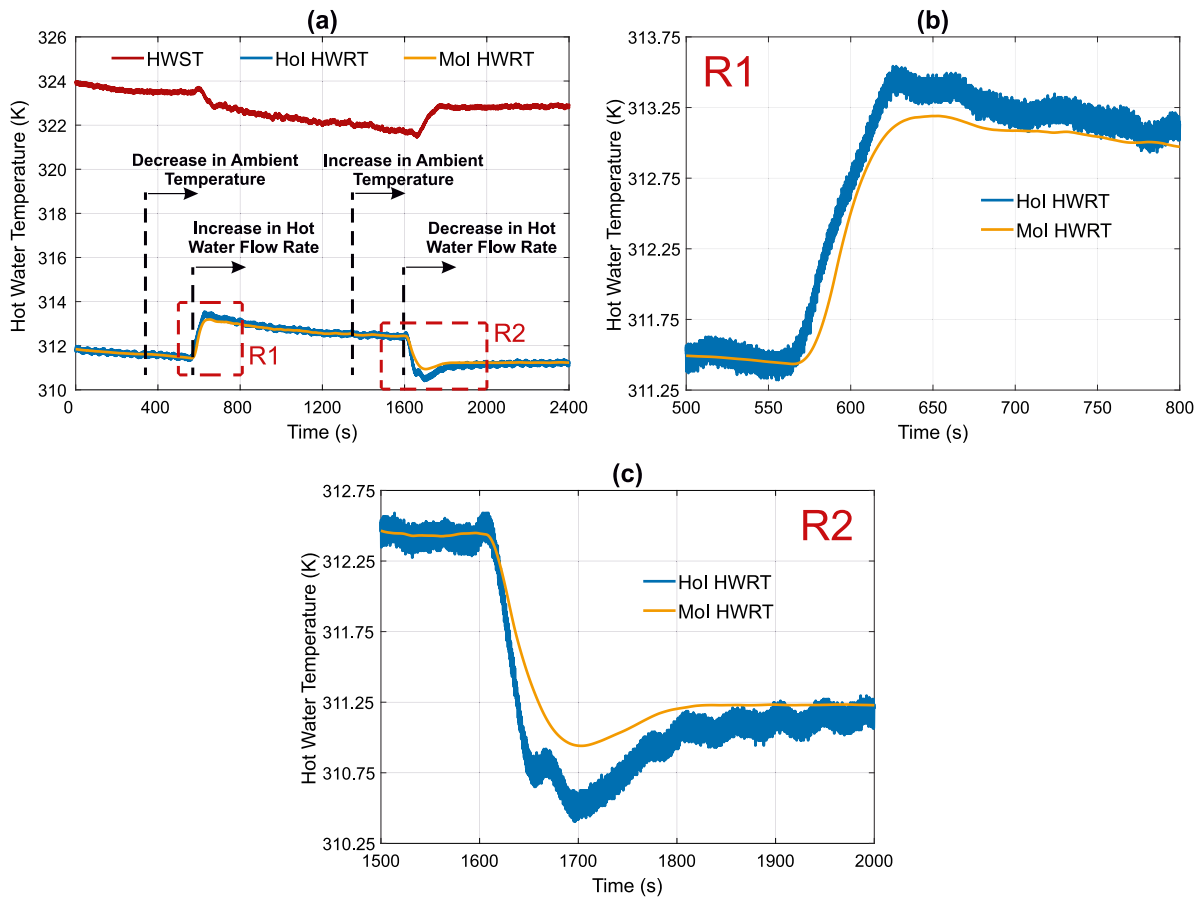 (a)
326
324
322
320
318
316
314
312
310
HWST
HoI HWRT
MoI HWRT
Decrease in Ambient
Temperature
Increase in Ambient
Temperature
Increase in Hot
Water Flow Rate
Decrease in Hot
Water Flow Rate
R1
R2
0
400
800
1200
1600
2000
2400
Time (s)
Hot Water Temperature (K)
(b)
313.75
313.25
312.75
312.25
311.75
311.25
R1
HoI HWRT
MoI HWRT
500
550
600
650
700
750
800
Time (s)
Hot Water Temperature (K)
(c)
312.75
312.25
311.75
311.25
310.75
310.25
R2
HoI HWRT
MoI HWRT
1500
1600
1700
1800
1900
2000
Time (s)
Hot Water Temperature (K)